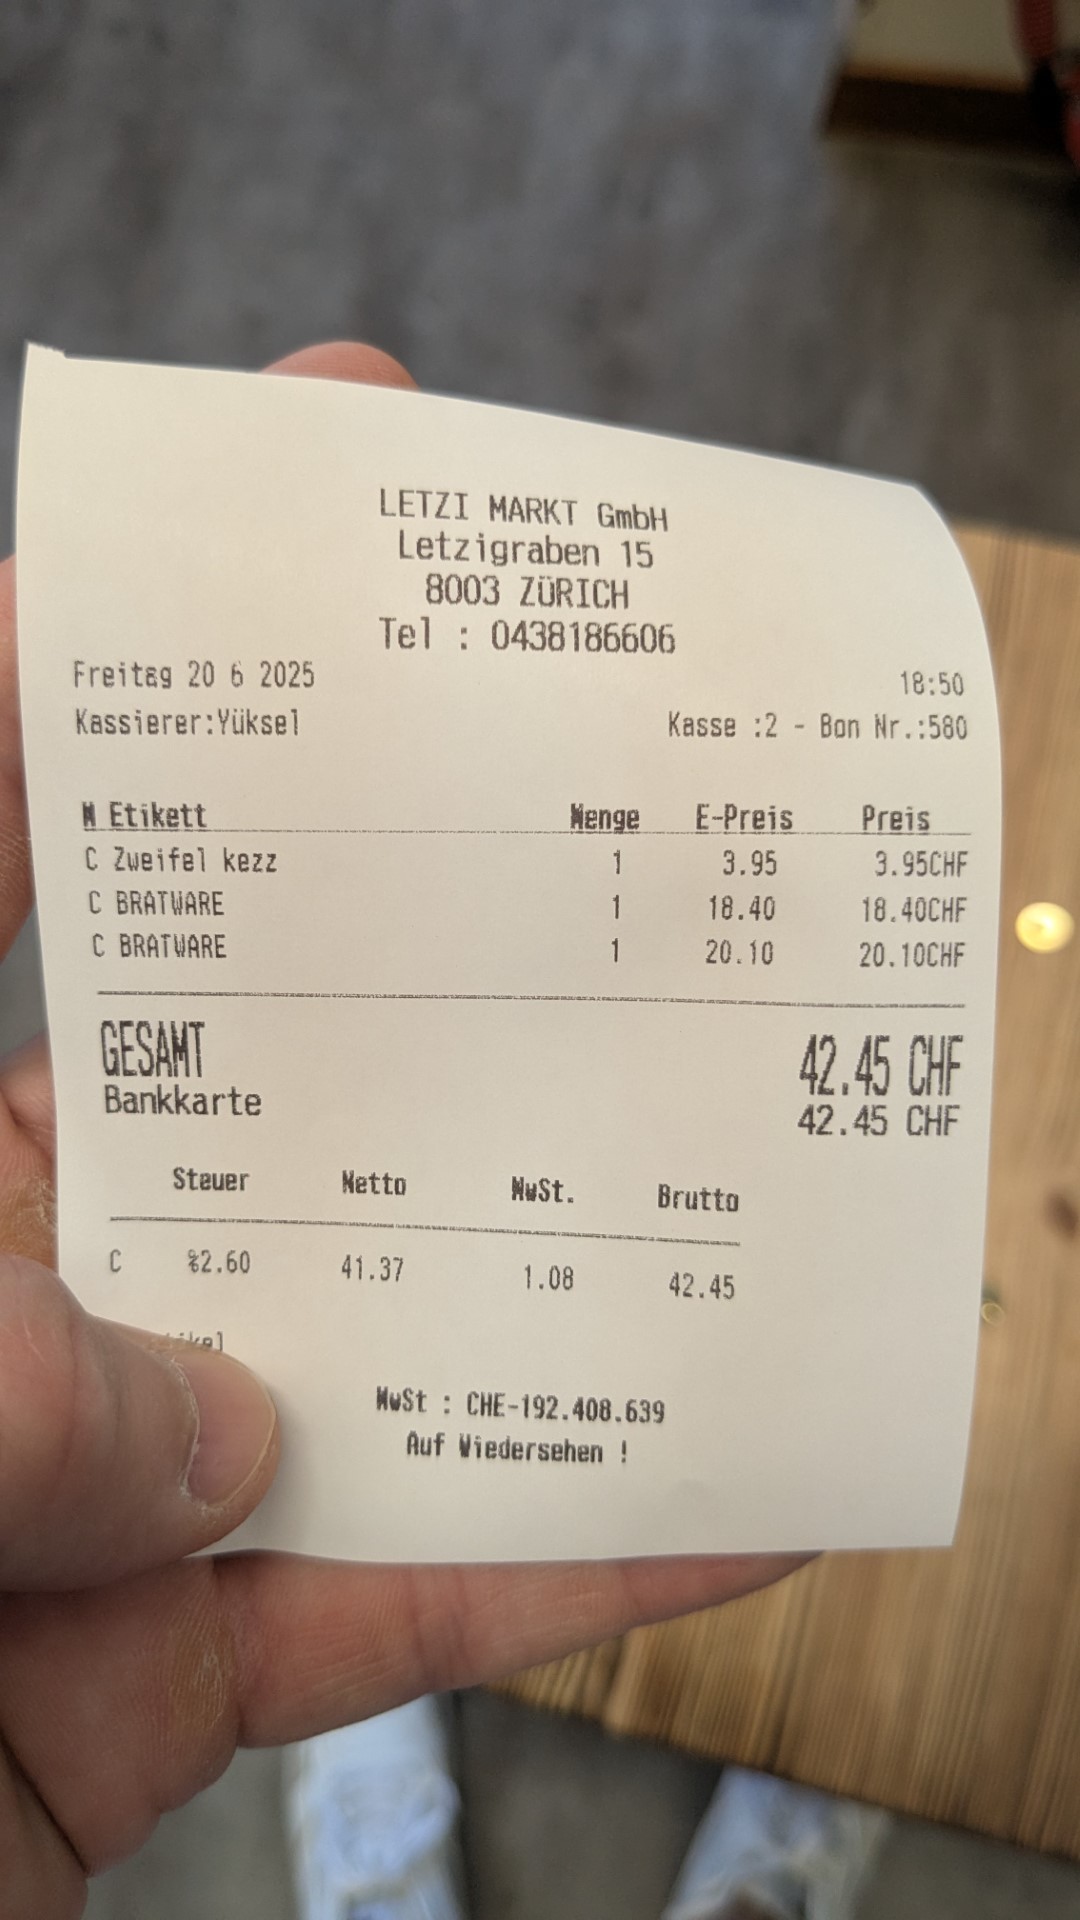 LETZI MARKT GmbH
Letzigraben 15
8003 ZÜRICH
Tel : 0438186606
Freitag 20 6 2025 18:50
Kassierer:Yüksel Kasse :2 - Bon Nr.:580
M Etikett Menge E-Preis Preis
C Zweifel kezz 1 3.95 3.95CHF
C BRATWARE 1 18.40 18.40CHF
C BRATWARE 1 20.10 20.10CHF
GESAMT 42.45 CHF
Bankkarte 42.45 CHF
Steuer Netto MwSt. Brutto
C %2.60 41.37 1.08 42.45
MwSt : CHE-192.408.639
Auf Wiedersehen !